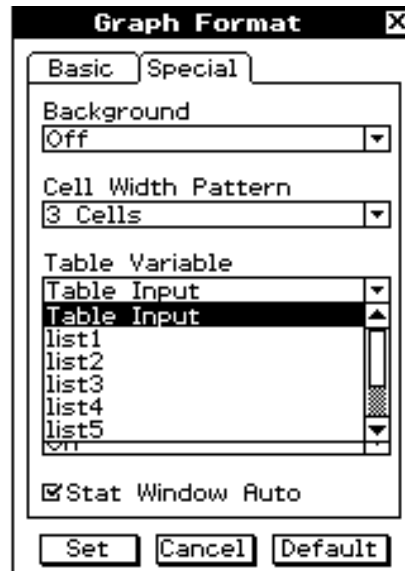 Graph Format
Basic Special
Background
Off
Cell Width Pattern
3 Cells
Table Variable
Table Input
Table Input
list1
list2
list3
list4
list5
Stat Window Auto
Set Cancel Default